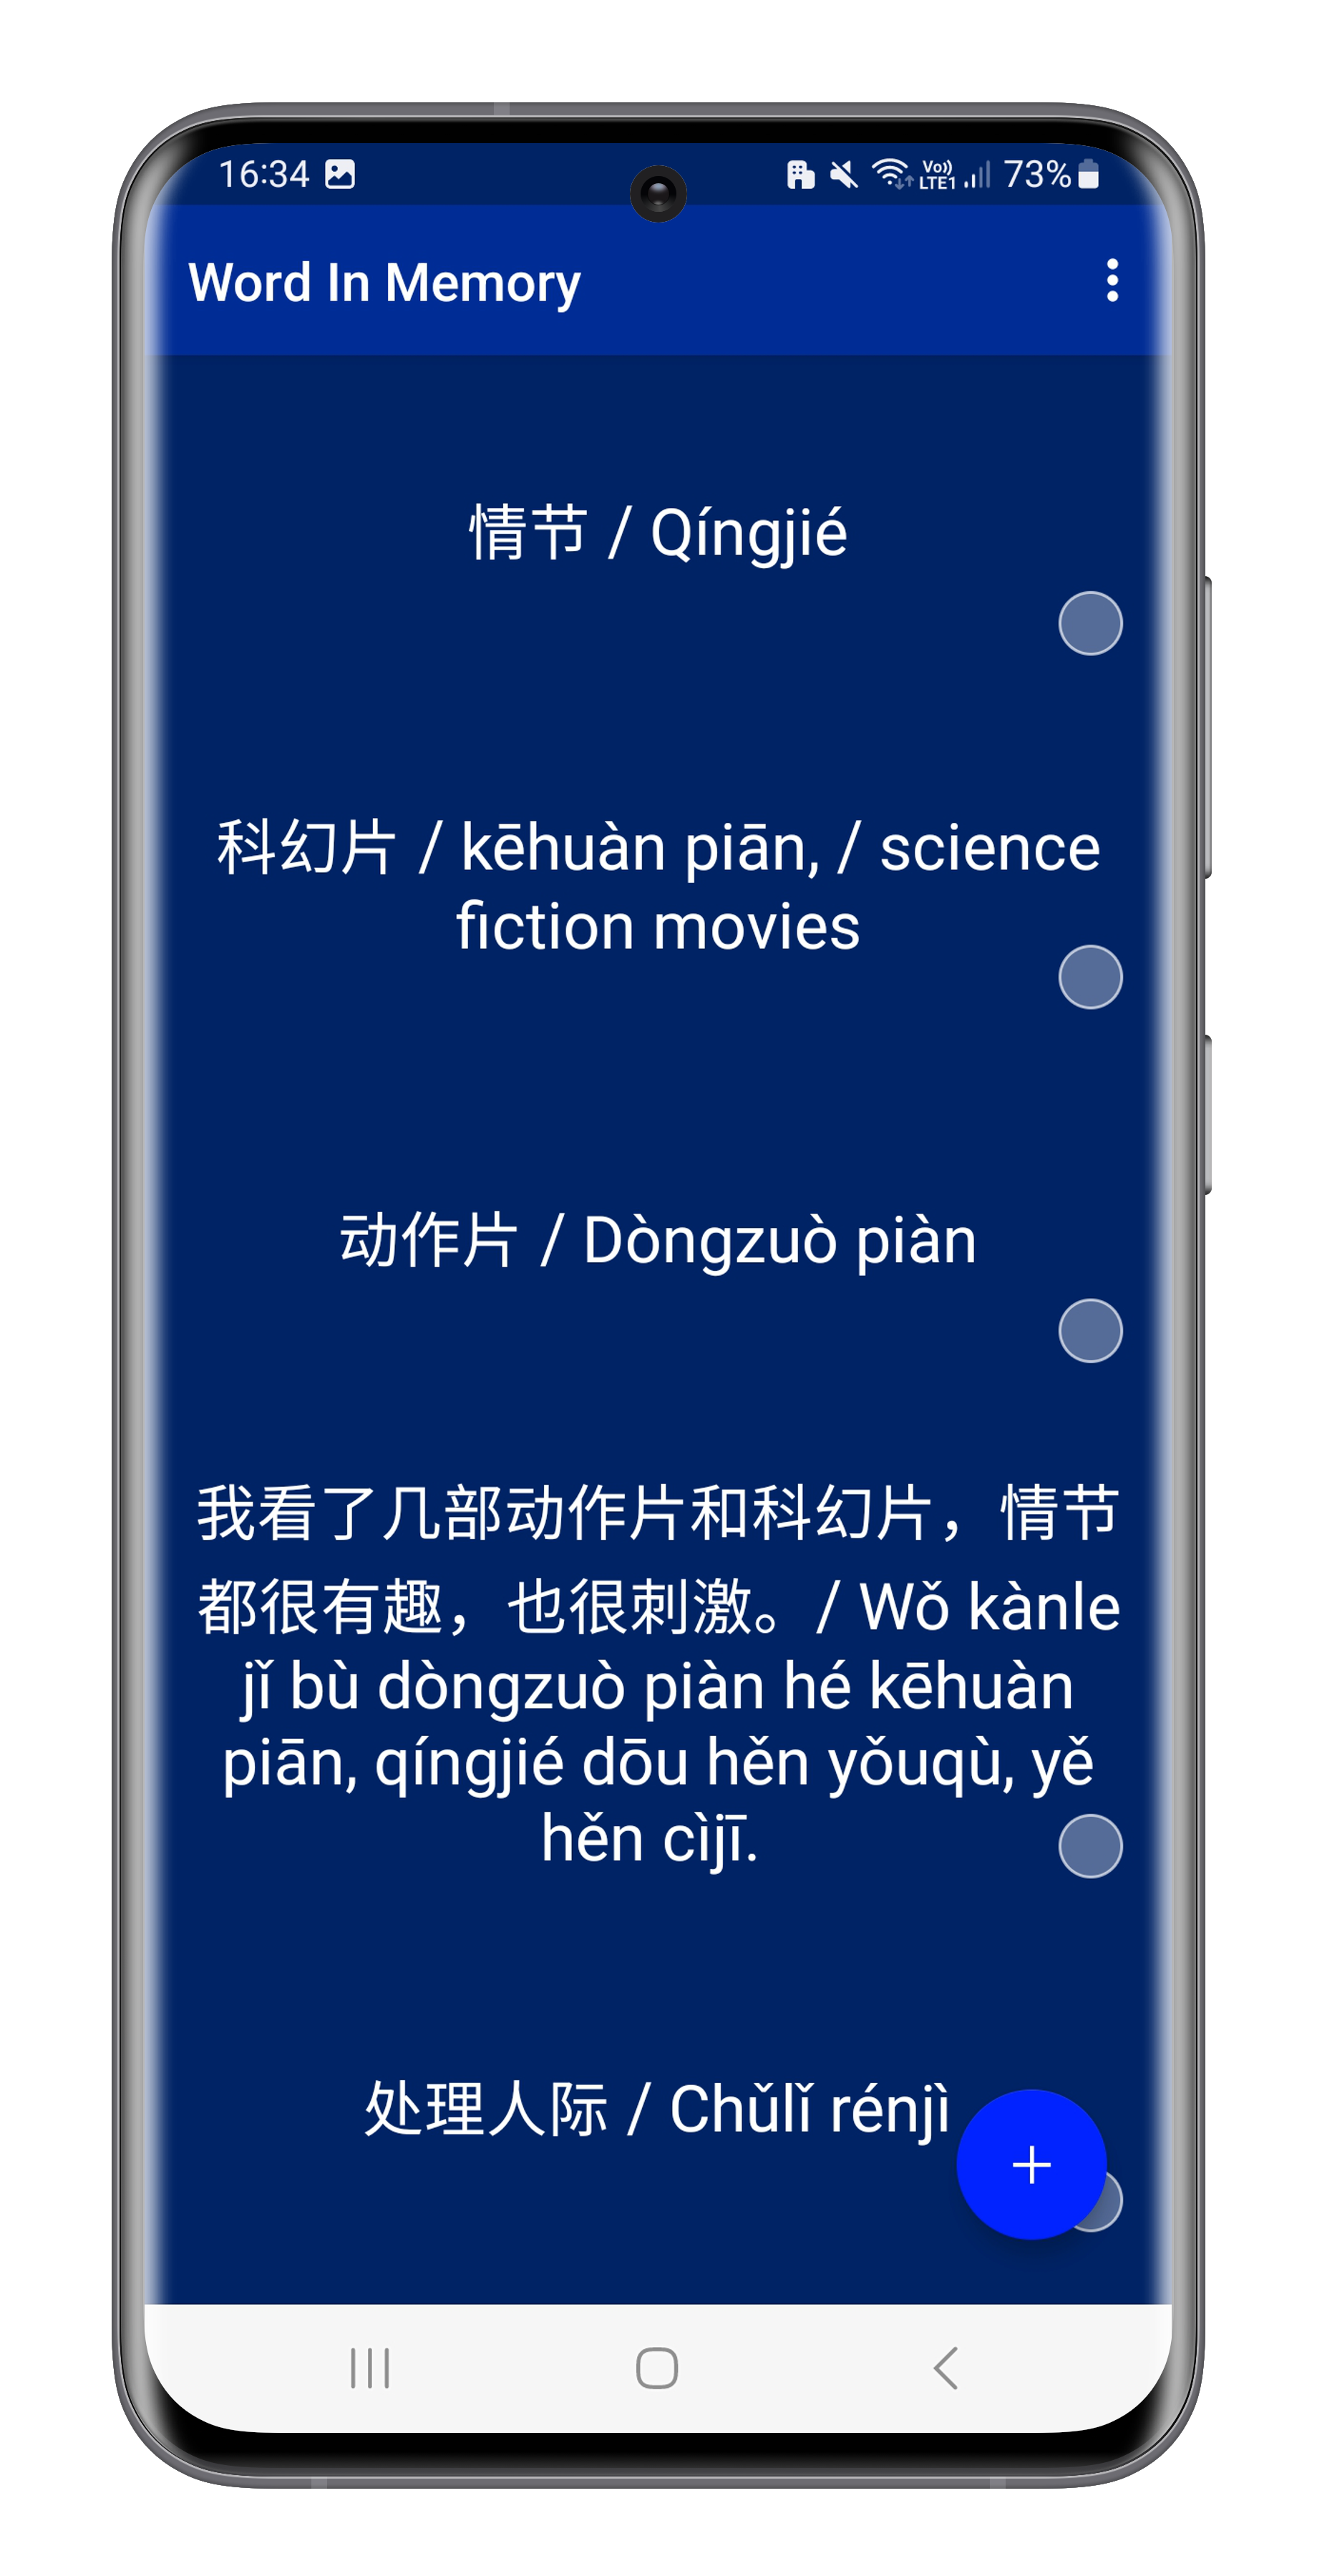 16:34 Vo)) LTE1 73%
Word In Memory
情节 / Qíngjié
科幻片 / kēhuàn piān, / science
fiction movies
动作片 / Dòngzuò piàn
我看了几部动作片和科幻片，情节
都很有趣，也很刺激。/ Wǒ kànle
jǐ bù dòngzuò piàn hé kēhuàn
piān, qíngjié dōu hěn yǒuqù, yě
hěn cìjī.
处理人际 / Chǔlǐ rénjì
+